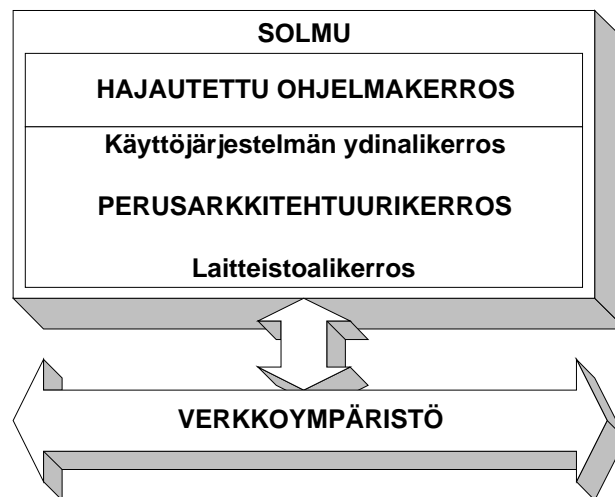 SOLMU
HAJAUTETTU OHJELMAKERROS
Käyttöjärjestelmän ydinalikerros
PERUSARKKITEHTUURIKERROS
Laitteistoalikerros
VERKKOYMPÄRISTÖ